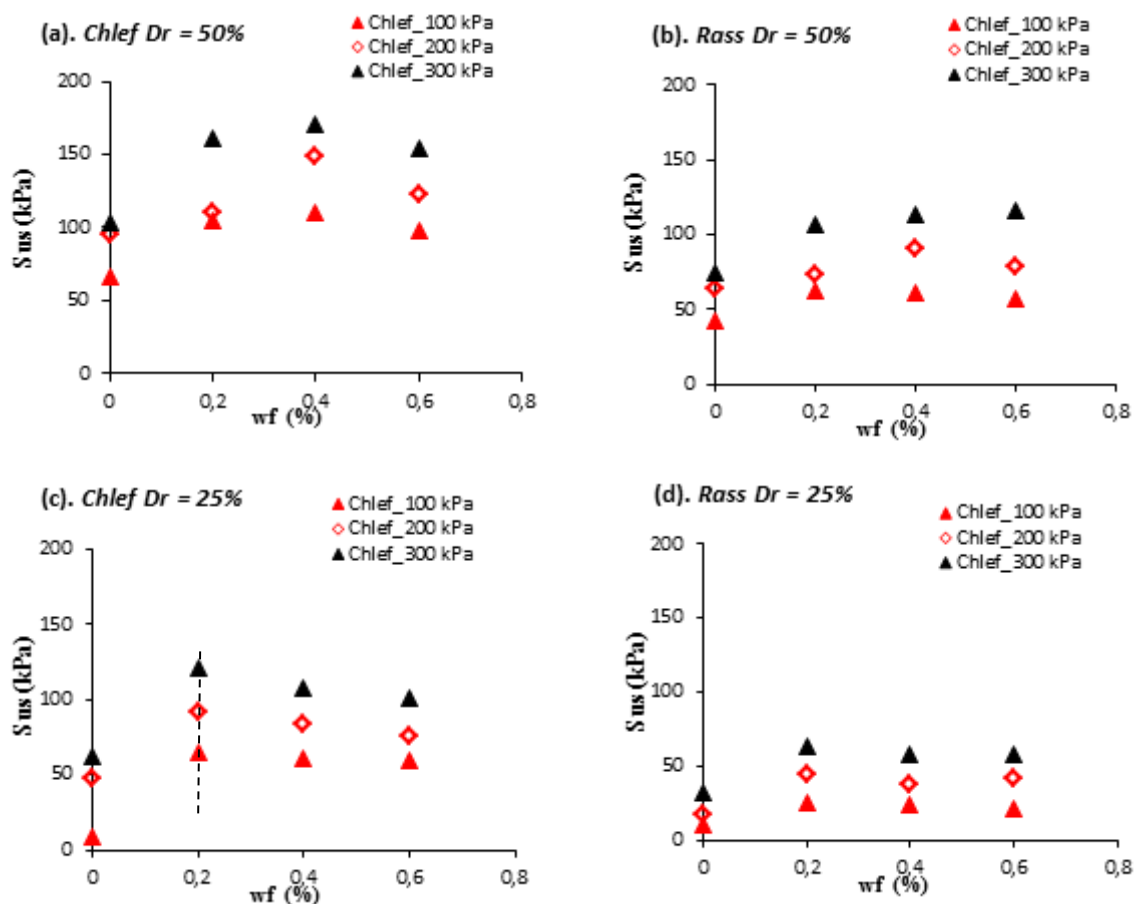 (a). Chlef Dr = 50%
Chlef_100 kPa
Chlef_200 kPa
Chlef_300 kPa
200
150
100
50
0
Sus (kPa)
0 0,2 0,4 0,6 0,8
wf (%)
(b). Rass Dr = 50%
Chlef_100 kPa
Chlef_200 kPa
Chlef_300 kPa
200
150
100
50
0
Sus (kPa)
0 0,2 0,4 0,6 0,8
wf (%)
(c). Chlef Dr = 25%
Chlef_100 kPa
Chlef_200 kPa
Chlef_300 kPa
200
150
100
50
0
Sus (kPa)
0 0,2 0,4 0,6 0,8
wf (%)
(d). Rass Dr = 25%
Chlef_100 kPa
Chlef_200 kPa
Chlef_300 kPa
200
150
100
50
0
Sus (kPa)
0 0,2 0,4 0,6 0,8
wf (%)